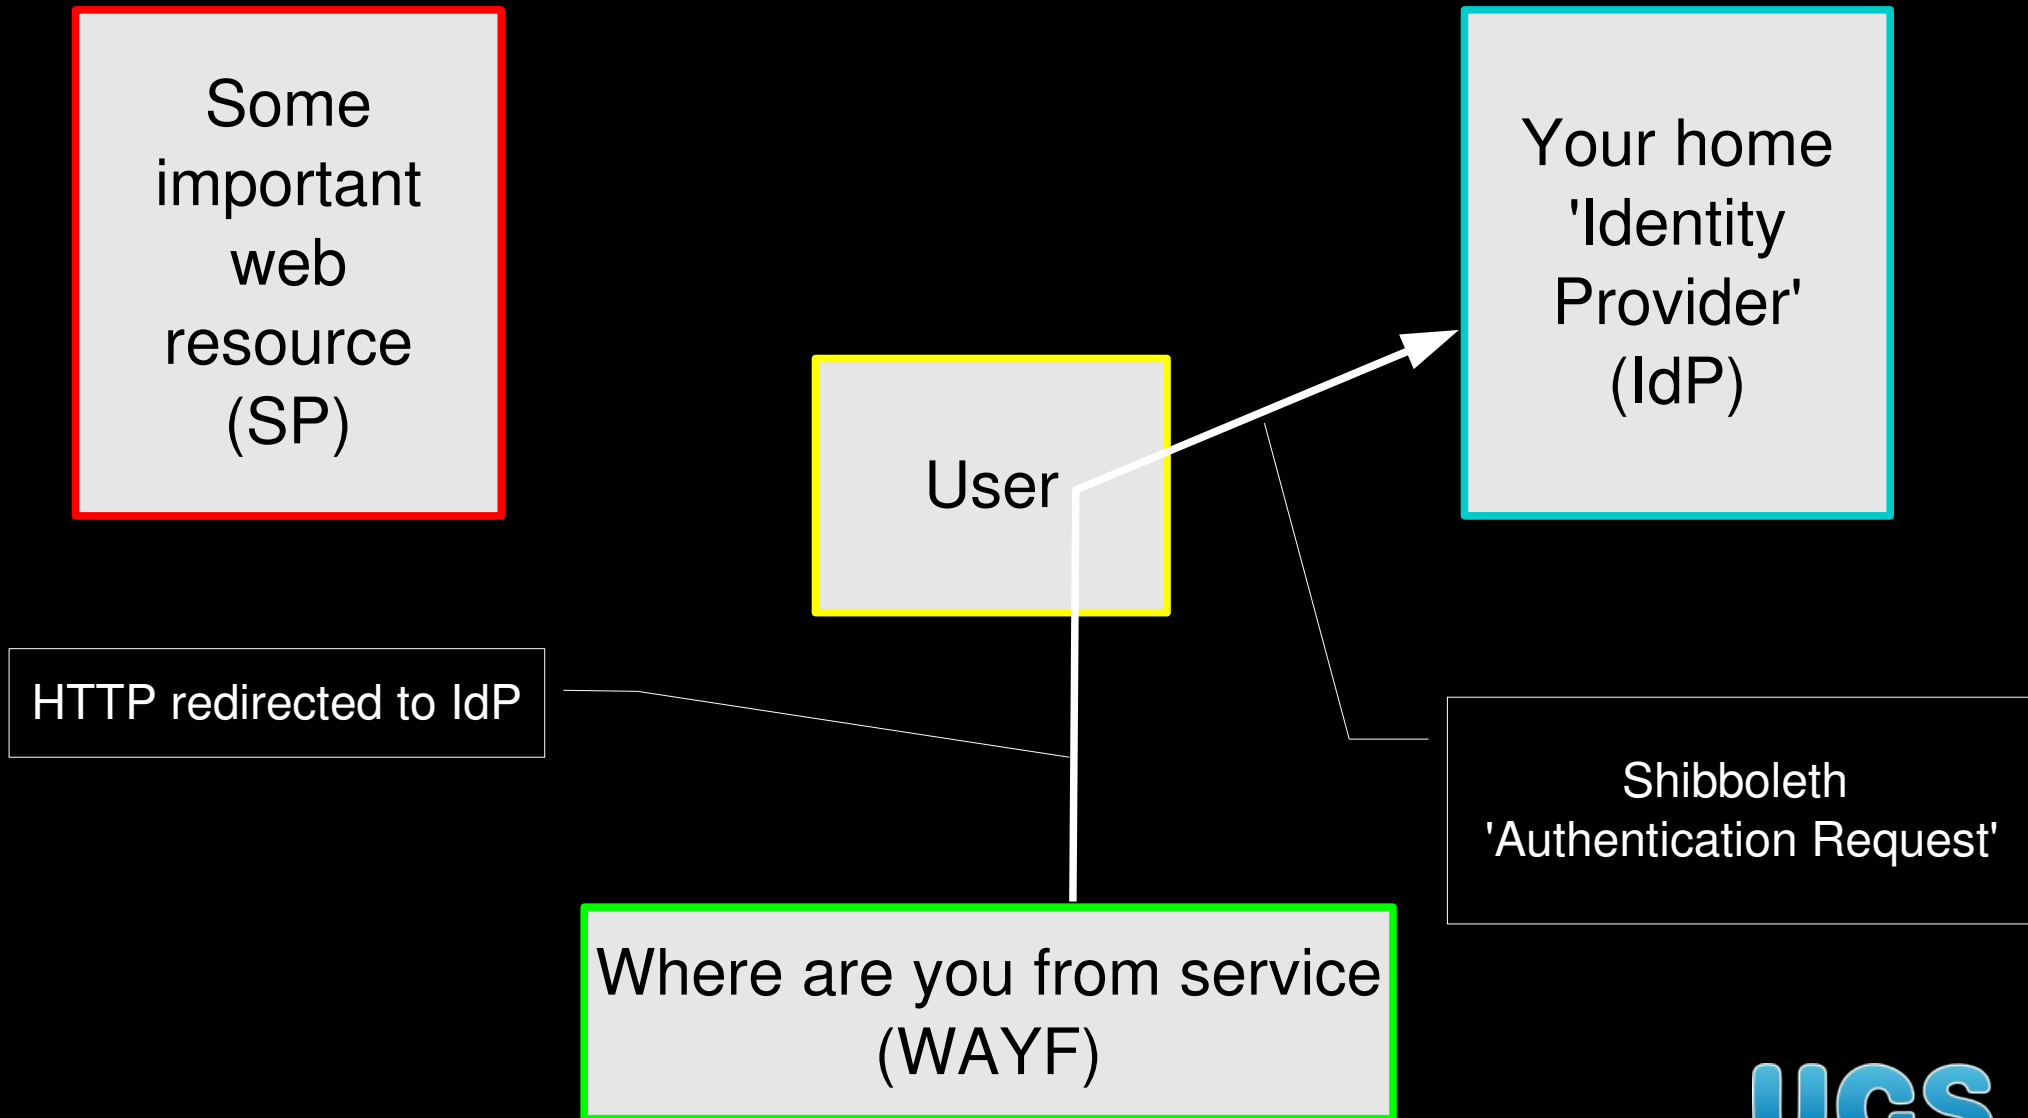 Some
important
web
resource
(SP)
Your home
'Identity
Provider'
(IdP)
User
HTTP redirected to IdP
Shibboleth
'Authentication Request'
Where are you from service
(WAYF)
UCS